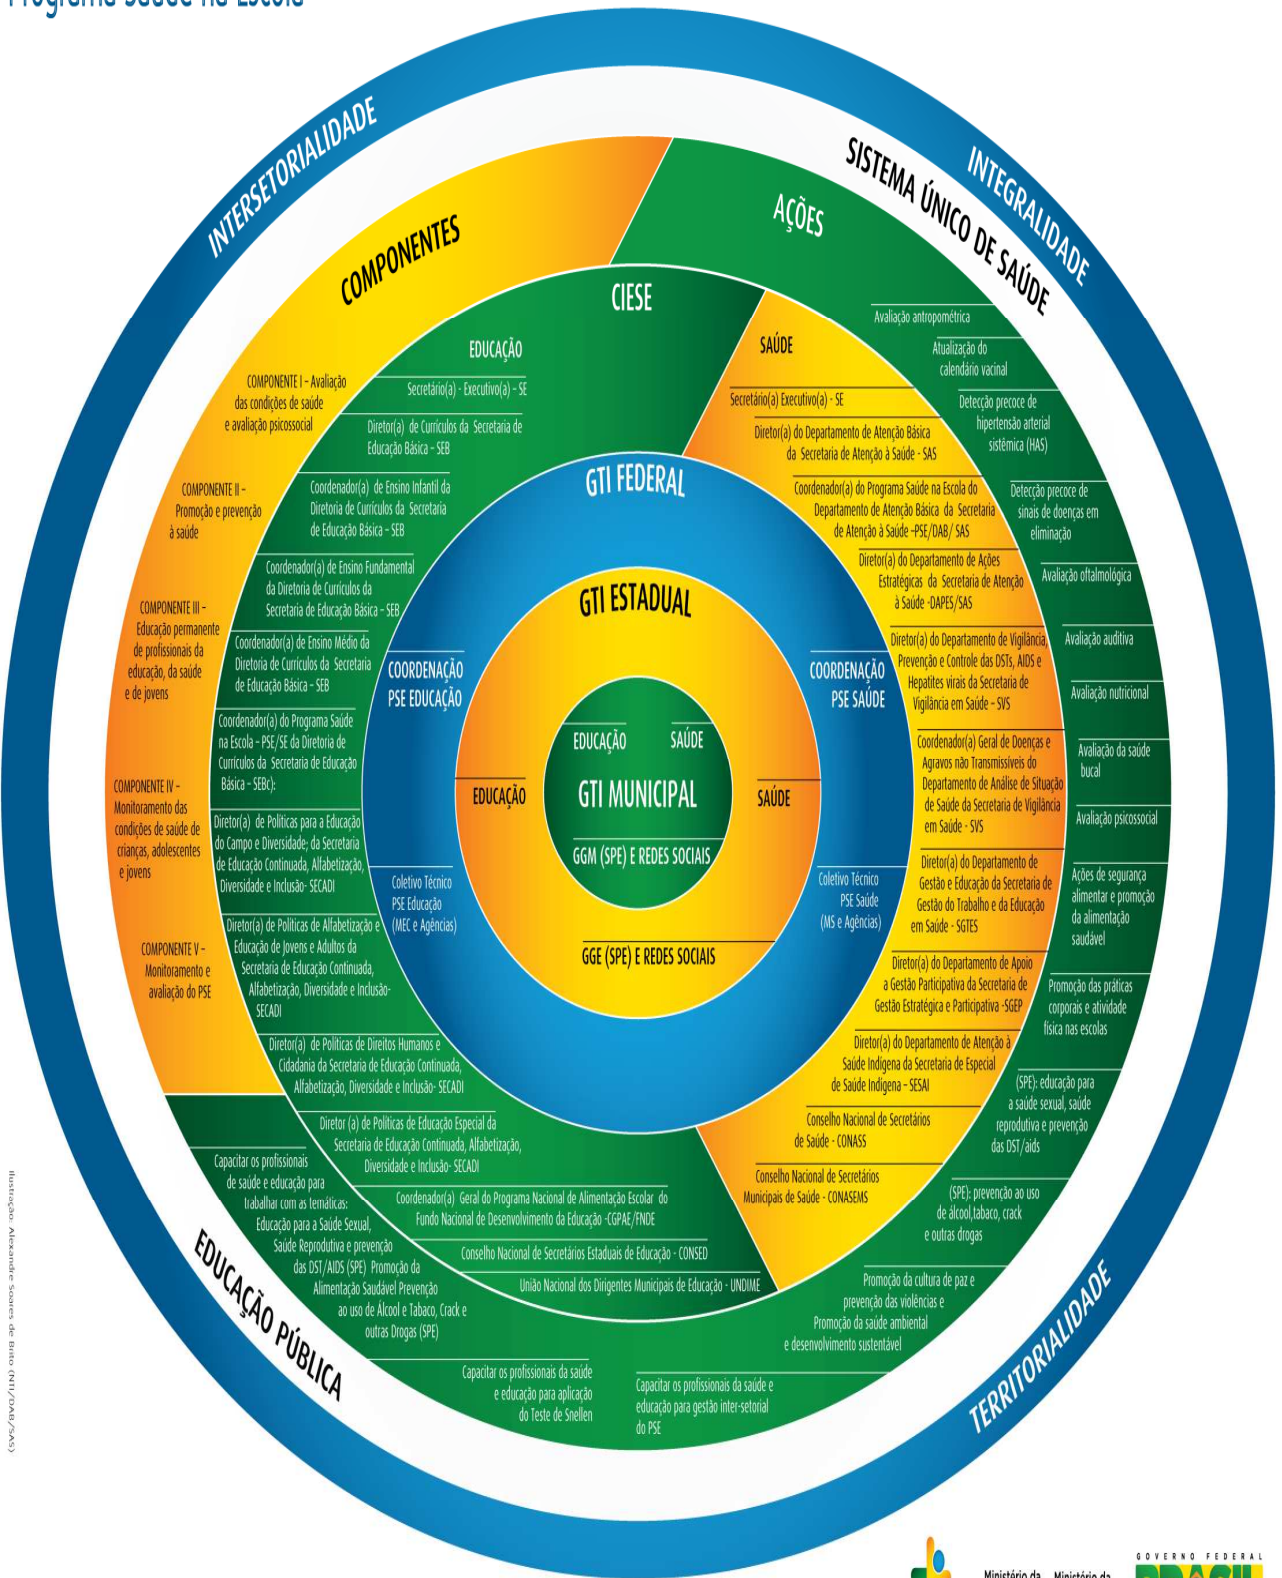 Programa Saúde na Escola
INTERSETORIALIDADE
INTEGRALIDADE
SISTEMA ÚNICO DE SAÚDE
COMPONENTES
COMPONENTE I – Avaliação
das condições de saúde
e avaliação psicossocial
COMPONENTE II –
Promoção e prevenção
à saúde
COMPONENTE III –
Educação permanente
de profissionais da
educação, da saúde
e de jovens
COMPONENTE IV –
Monitoramento das
condições de saúde de
crianças, adolescentes
e jovens
COMPONENTE V –
Monitoramento e
avaliação do PSE
AÇÕES
Avaliação antropométrica
Atualização do
calendário vacinal
Detecção precoce de
hipertensão arterial
sistêmica (HAS)
Detecção precoce de
sinais de doenças em
eliminação
Avaliação oftalmológica
Avaliação auditiva
Avaliação nutricional
Avaliação da saúde
bucal
Avaliação psicossocial
Ações de segurança
alimentar e promoção
da alimentação
saudável
Promoção das práticas
corporais e atividade
física nas escolas
(SPE): educação para
a saúde sexual, saúde
reprodutiva e prevenção
das DST/aids
(SPE): prevenção ao uso
de álcool,tabaco, crack
e outras drogas
Promoção da cultura de paz e
prevenção das violências e
Promoção da saúde ambiental
e desenvolvimento sustentável
Capacitar os profissionais da saúde e
educação para gestão inter-setorial
do PSE
Capacitar os profissionais da saúde
e educação para aplicação
do Teste de Snellen
Capacitar os profissionais
de saúde e educação para
trabalhar com as temáticas:
Educação para a Saúde Sexual,
Saúde Reprodutiva e prevenção
das DST/AIDS (SPE) Promoção da
Alimentação Saudável Prevenção
ao uso de Álcool e Tabaco, Crack e
outras Drogas (SPE)
CIESE
EDUCAÇÃO
Secretário(a) - Executivo(a) – SE
Diretor(a) de Currículos da Secretaria de
Educação Básica – SEB
Coordenador(a) de Ensino Infantil da
Diretoria de Currículos da Secretaria
de Educação Básica – SEB
Coordenador(a) de Ensino Fundamental
da Diretoria de Currículos da
Secretaria de Educação Básica – SEB
Coordenador(a) de Ensino Médio da
Diretoria de Currículos da Secretaria
de Educação Básica – SEB
Coordenador(a) do Programa Saúde
na Escola – PSE/SE da Diretoria de
Currículos da Secretaria de Educação
Básica – SEBc):
Diretor(a) de Políticas para a Educação
do Campo e Diversidade; da Secretaria
de Educação Continuada, Alfabetização,
Diversidade e Inclusão- SECADI
Diretor(a) de Políticas de Alfabetização e
Educação de Jovens e Adultos da
Secretaria de Educação Continuada,
Alfabetização, Diversidade e Inclusão-
SECADI
Diretor(a) de Políticas de Direitos Humanos e
Cidadania da Secretaria de Educação Continuada,
Alfabetização, Diversidade e Inclusão- SECADI
Diretor (a) de Políticas de Educação Especial da
Secretaria de Educação Continuada, Alfabetização,
Diversidade e Inclusão- SECADI
Coordenador(a) Geral do Programa Nacional de Alimentação Escolar do
Fundo Nacional de Desenvolvimento da Educação -CGPAE/FNDE
Conselho Nacional de Secretários Estaduais de Educação - CONSED
União Nacional dos Dirigentes Municipais de Educação - UNDIME
SAÚDE
Secretário(a) Executivo(a) - SE
Diretor(a) do Departamento de Atenção Básica
da Secretaria de Atenção à Saúde - SAS
Coordenador(a) do Programa Saúde na Escola do
Departamento de Atenção Básica da Secretaria
de Atenção à Saúde –PSE/DAB/ SAS
Diretor(a) do Departamento de Ações
Estratégicas da Secretaria de Atenção
à Saúde -DAPES/SAS
Diretor(a) do Departamento de Vigilância,
Prevenção e Controle das DSTs, AIDS e
Hepatites virais da Secretaria de
Vigilância em Saúde – SVS
Coordenador(a) Geral de Doenças e
Agravos não Transmissíveis do
Departamento de Análise de Situação
de Saúde da Secretaria de Vigilância
em Saúde - SVS
Diretor(a) do Departamento de
Gestão e Educação da Secretaria de
Gestão do Trabalho e da Educação
em Saúde - SGTES
Diretor(a) do Departamento de Apoio
a Gestão Participativa da Secretaria de
Gestão Estratégica e Participativa -SGEP
Diretor(a) do Departamento de Atenção à
Saúde Indígena da Secretaria de Especial
de Saúde Indígena – SESAI
Conselho Nacional de Secretários
de Saúde - CONASS
Conselho Nacional de Secretários
Municipais de Saúde - CONASEMS
GTI FEDERAL
COORDENAÇÃO
PSE EDUCAÇÃO
COORDENAÇÃO
PSE SAÚDE
Coletivo Técnico
PSE Educação
(MEC e Agências)
Coletivo Técnico
PSE Saúde
(MS e Agências)
GTI ESTADUAL
EDUCAÇÃO
SAÚDE
GGE (SPE) E REDES SOCIAIS
EDUCAÇÃO
SAÚDE
GTI MUNICIPAL
GGM (SPE) E REDES SOCIAIS
EDUCAÇÃO PÚBLICA
TERRITORIALIDADE
Ilustração: Alexandre Soares de Brito (NTI/DAB/SAS)
Ministério da
Ministério da
GOVERNO FEDERAL
BRASIL